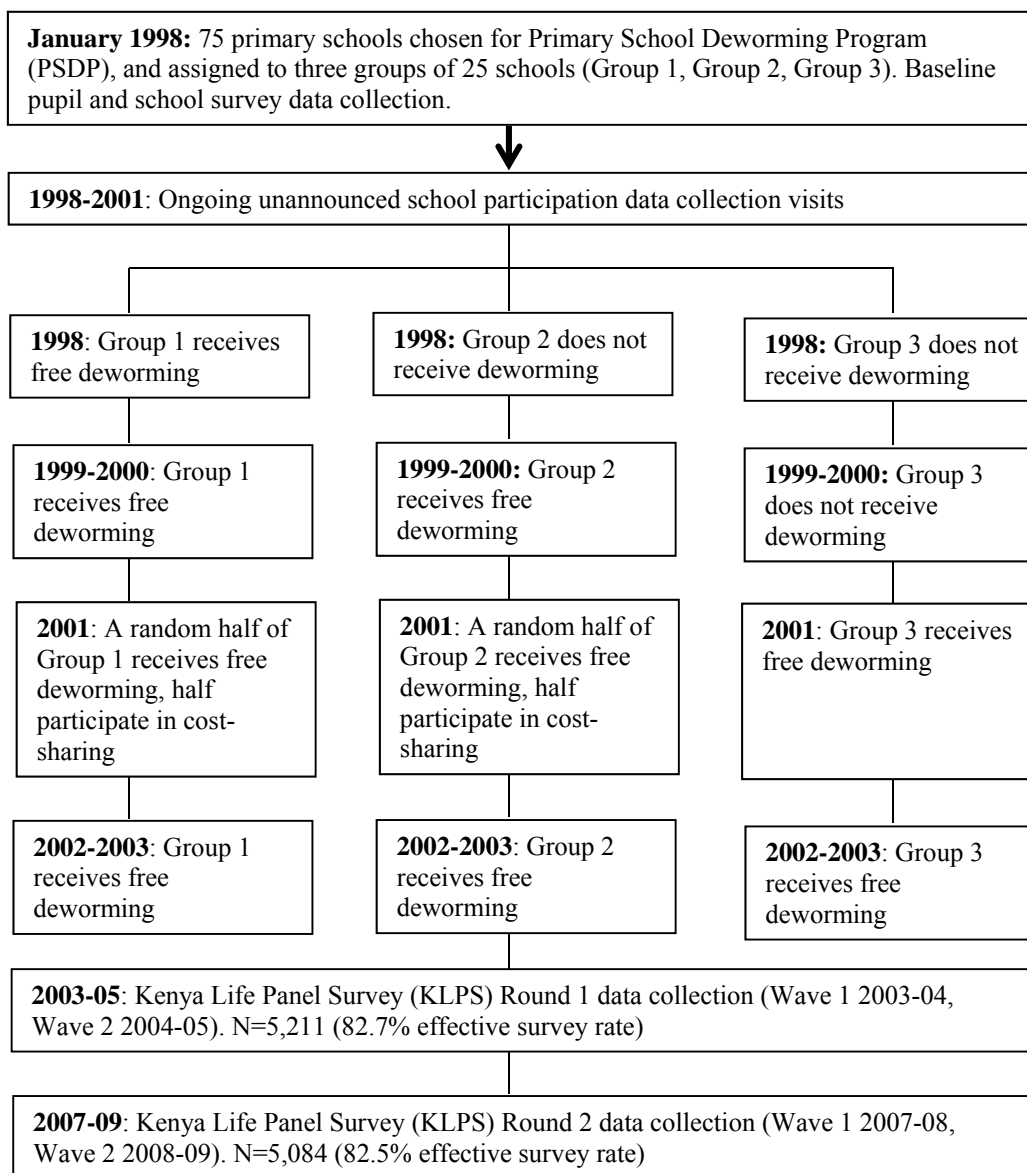 January 1998: 75 primary schools chosen for Primary School Deworming Program
(PSDP), and assigned to three groups of 25 schools (Group 1, Group 2, Group 3). Baseline
pupil and school survey data collection.
1998-2001: Ongoing unannounced school participation data collection visits
1998: Group 1 receives
free deworming
1998: Group 2 does not
receive deworming
1998: Group 3 does not
receive deworming
1999-2000: Group 1
receives free
deworming
1999-2000: Group 2
receives free
deworming
1999-2000: Group 3
does not receive
deworming
2001: A random half of
Group 1 receives free
deworming, half
participate in cost-
sharing
2001: A random half of
Group 2 receives free
deworming, half
participate in cost-
sharing
2001: Group 3 receives
free deworming
2002-2003: Group 1
receives free
deworming
2002-2003: Group 2
receives free
deworming
2002-2003: Group 3
receives free
deworming
2003-05: Kenya Life Panel Survey (KLPS) Round 1 data collection (Wave 1 2003-04,
Wave 2 2004-05). N=5,211 (82.7% effective survey rate)
2007-09: Kenya Life Panel Survey (KLPS) Round 2 data collection (Wave 1 2007-08,
Wave 2 2008-09). N=5,084 (82.5% effective survey rate)